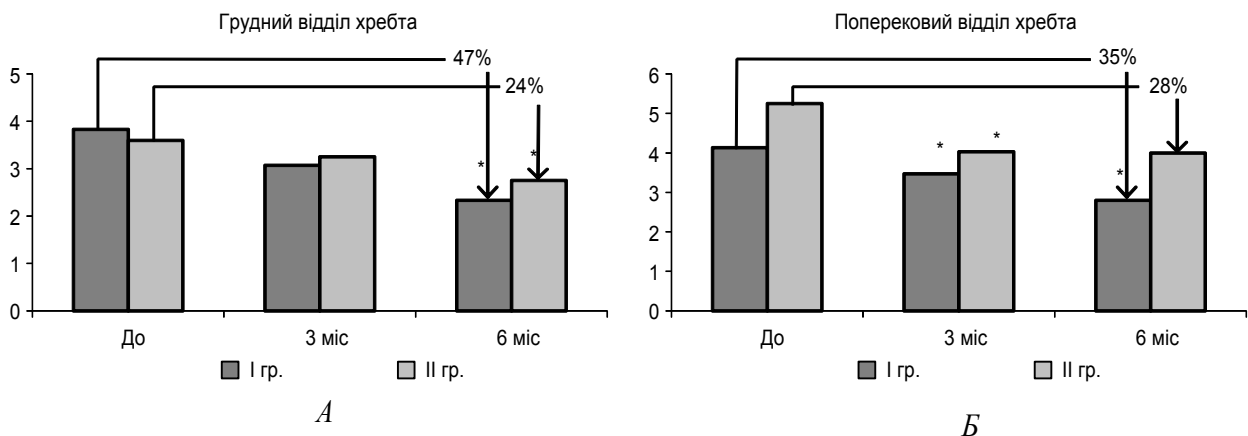 Грудний відділ хребта
47%
24%
5
4
3
2
1
0
*
*
До
3 міс
6 міс
І гр.
ІІ гр.
А
Поперековий відділ хребта
35%
28%
6
5
4
3
2
1
0
*
*
*
До
3 міс
6 міс
І гр.
ІІ гр.
Б